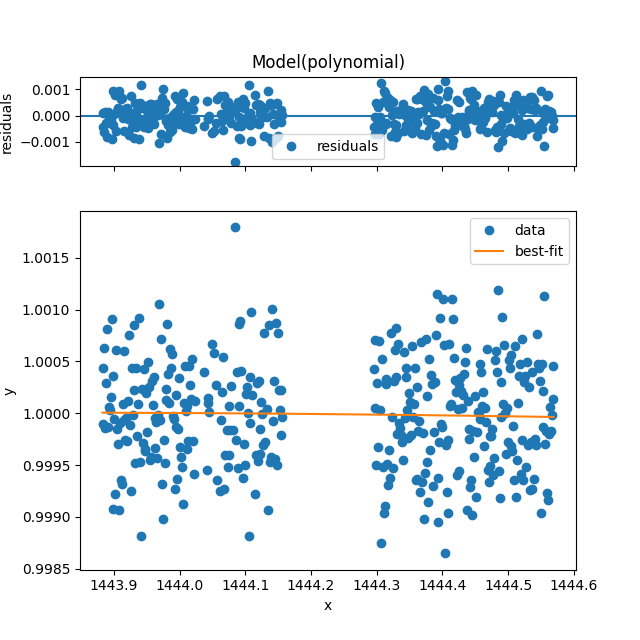 Model(polynomial)
residuals
0.001
0.000
−0.001
residuals
y
1.0015
1.0010
1.0005
1.0000
0.9995
0.9990
0.9985
data
best-fit
1443.9 1444.0 1444.1 1444.2 1444.3 1444.4 1444.5 1444.6
x